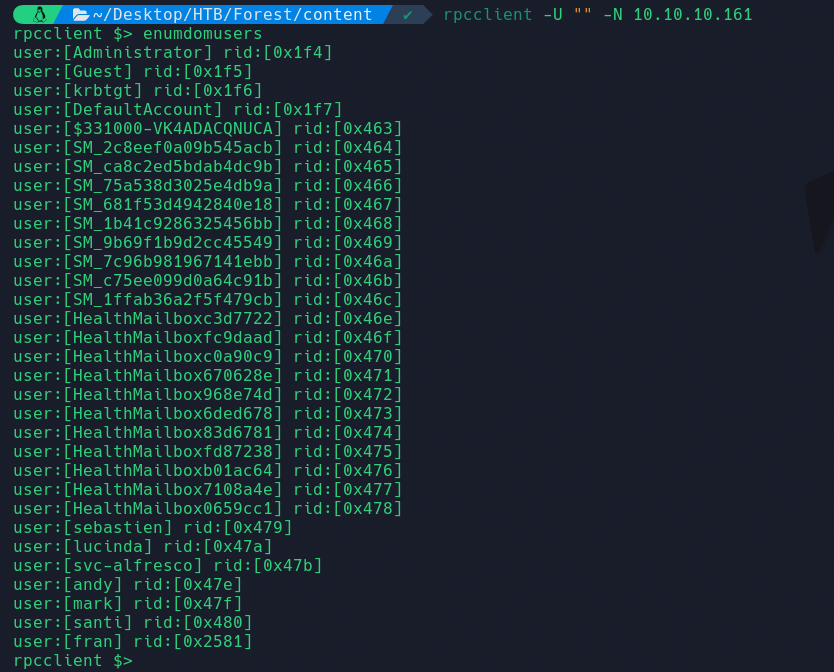 ~/Desktop/HTB/Forest/content ✔ rpcclient -U "" -N 10.10.10.161
rpcclient $> enumdomusers
user:[Administrator] rid:[0x1f4]
user:[Guest] rid:[0x1f5]
user:[krbtgt] rid:[0x1f6]
user:[DefaultAccount] rid:[0x1f7]
user:[$331000-VK4ADACQNUCA] rid:[0x463]
user:[SM_2c8eef0a09b545acb] rid:[0x464]
user:[SM_ca8c2ed5bdab4dc9b] rid:[0x465]
user:[SM_75a538d3025e4db9a] rid:[0x466]
user:[SM_681f53d4942840e18] rid:[0x467]
user:[SM_1b41c9286325456bb] rid:[0x468]
user:[SM_9b69f1b9d2cc45549] rid:[0x469]
user:[SM_7c96b981967141ebb] rid:[0x46a]
user:[SM_c75ee099d0a64c91b] rid:[0x46b]
user:[SM_1ffab36a2f5f479cb] rid:[0x46c]
user:[HealthMailboxc3d7722] rid:[0x46e]
user:[HealthMailboxfc9daad] rid:[0x46f]
user:[HealthMailboxc0a90c9] rid:[0x470]
user:[HealthMailbox670628e] rid:[0x471]
user:[HealthMailbox968e74d] rid:[0x472]
user:[HealthMailbox6ded678] rid:[0x473]
user:[HealthMailbox83d6781] rid:[0x474]
user:[HealthMailboxfd87238] rid:[0x475]
user:[HealthMailboxb01ac64] rid:[0x476]
user:[HealthMailbox7108a4e] rid:[0x477]
user:[HealthMailbox0659cc1] rid:[0x478]
user:[sebastien] rid:[0x479]
user:[lucinda] rid:[0x47a]
user:[svc-alfresco] rid:[0x47b]
user:[andy] rid:[0x47e]
user:[mark] rid:[0x47f]
user:[santi] rid:[0x480]
user:[fran] rid:[0x2581]
rpcclient $>